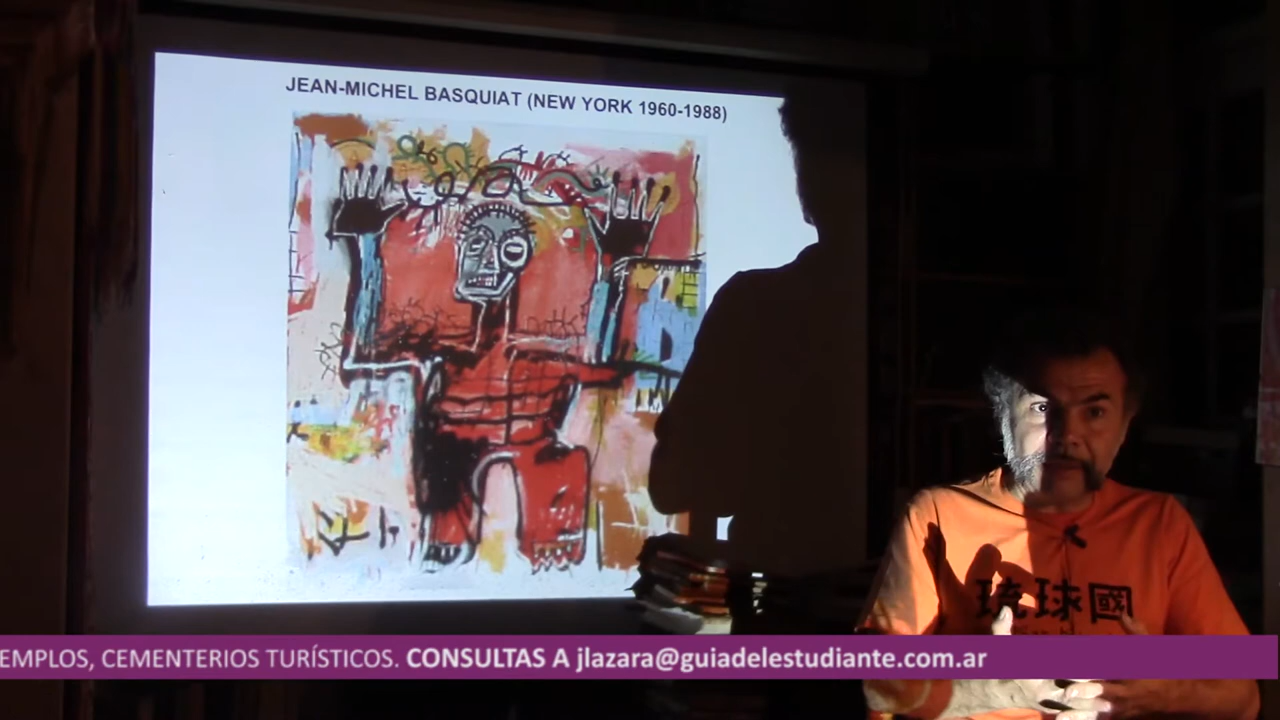 JEAN-MICHEL BASQUIAT (NEW YORK 1960-1988)
琉球國
EMPLOS, CEMENTERIOS TURÍSTICOS. CONSULTAS A jlazara@guiadelestudiante.com.ar